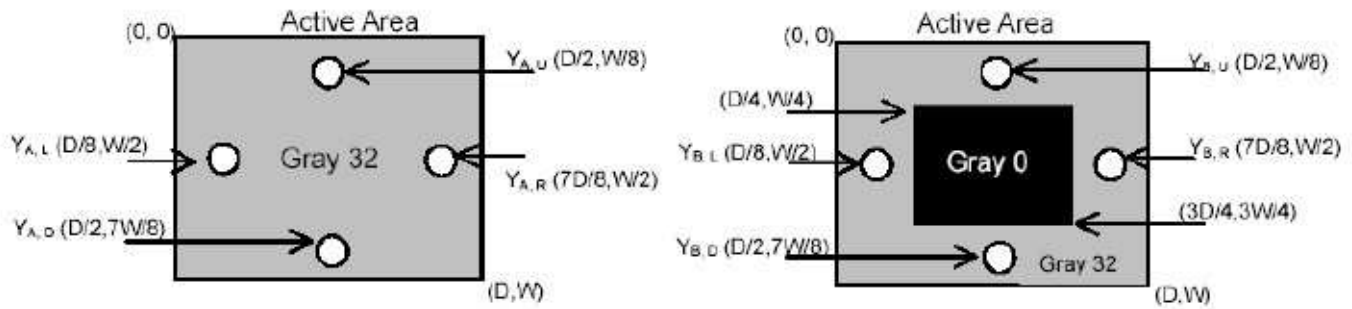 Active Area
(0, 0)
Y_A,U (D/2,W/8)
Y_A,L (D/8,W/2)
Gray 32
Y_A,R (7D/8,W/2)
Y_A,D (D/2,7W/8)
(D,W)
Active Area
(0, 0)
Y_B,U (D/2,W/8)
(D/4,W/4)
Y_B,L (D/8,W/2)
Gray 0
Y_B,R (7D/8,W/2)
(3D/4,3W/4)
Y_B,D (D/2,7W/8)
Gray 32
(D,W)